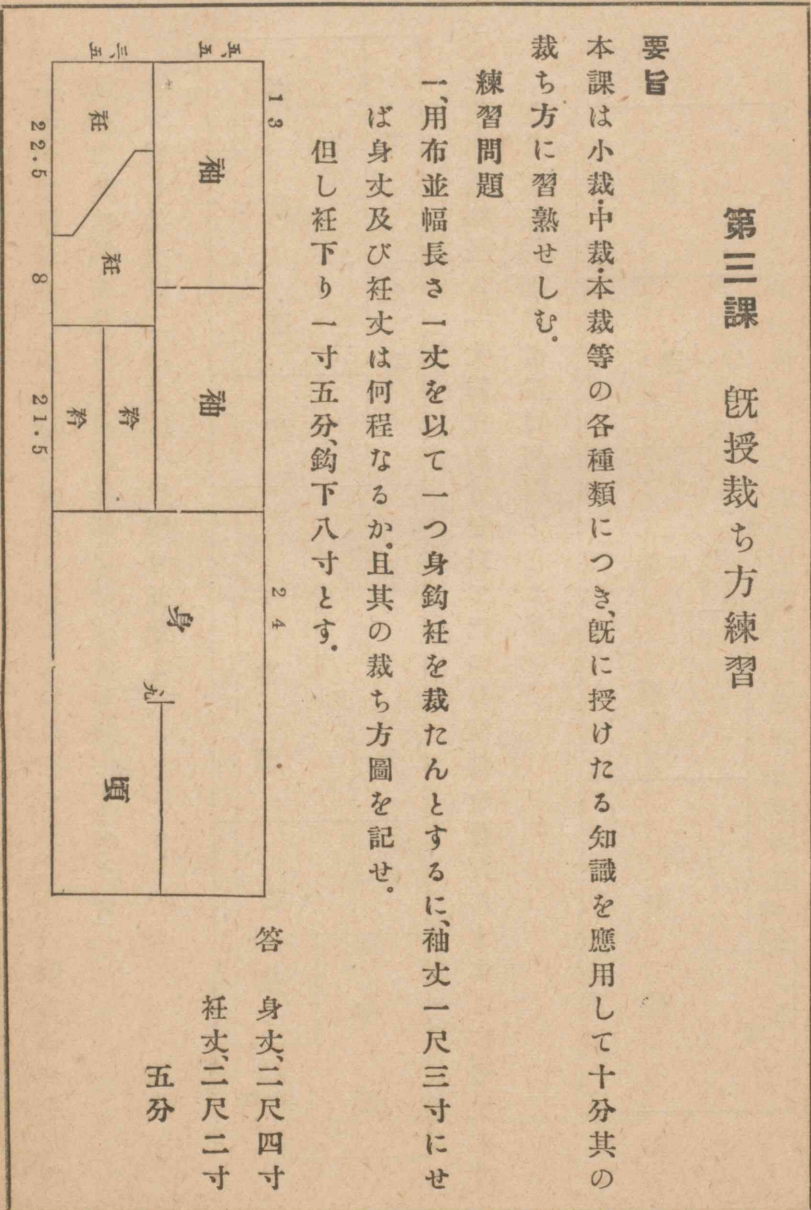 第三課　旣授裁ち方練習
要旨
本課は小裁・中裁・本裁等の各種類につき、旣に授けたる知識を應用して十分其の
裁ち方に習熟せしむ。
練習問題
一、用布並幅長さ一丈を以て一つ身鈎衽を裁たんとするに、袖丈一尺三寸にせ
ば身丈及び衽丈は何程なるか。且其の裁ち方圖を記せ。
但し衽下り一寸五分、鈎下八寸とす。
13
24
五、五
三、五
袖
袖
衽
衽
衿
衿
身
九
頃
22.5
8
21.5
答　身丈、二尺四寸
衽丈、二尺二寸
五分